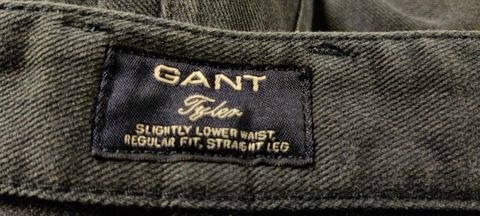 GANT
Tyler
SLIGHTLY LOWER WAIST,
REGULAR FIT, STRAIGHT LEG